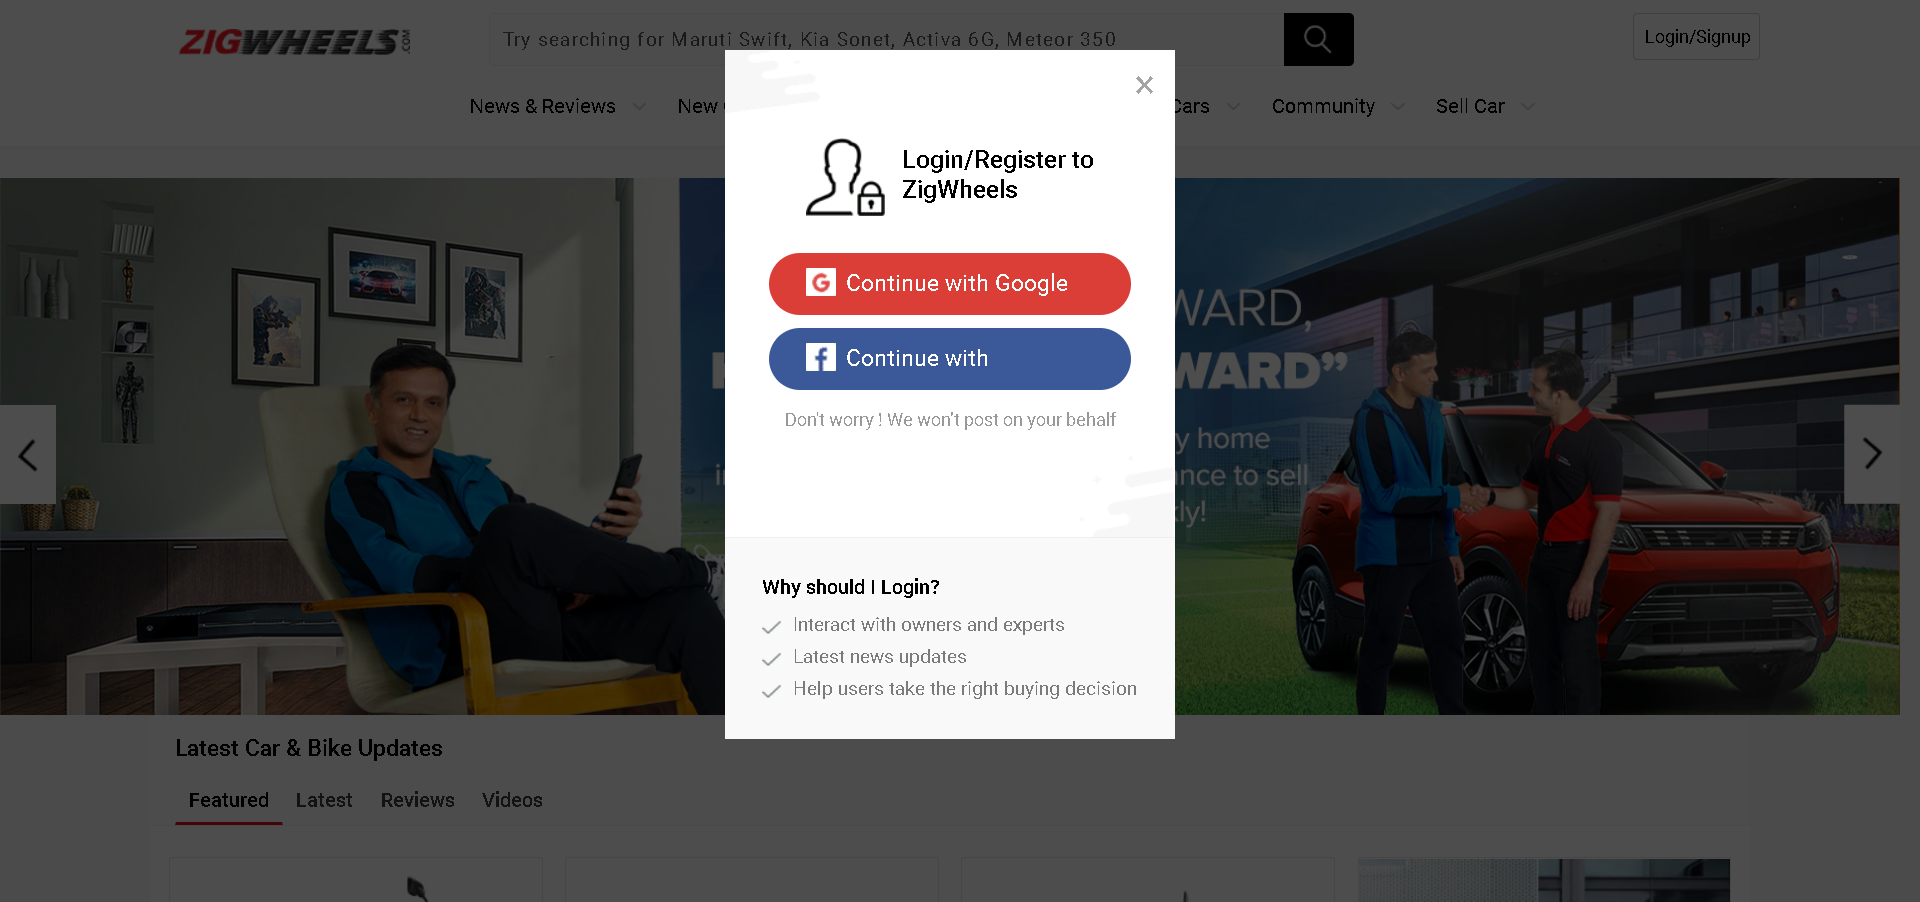 ZIGWHEELS.COM
Try searching for Maruti Swift, Kia Sonet, Activa 6G, Meteor 350
Login/Signup
News & Reviews
New
Cars
Community
Sell Car
Login/Register to
ZigWheels
Continue with Google
Continue with
Don't worry ! We won't post on your behalf
WARD,
WARD”
y home
nce to sell
kly!
Why should I Login?
Interact with owners and experts
Latest news updates
Help users take the right buying decision
Latest Car & Bike Updates
Featured
Latest
Reviews
Videos